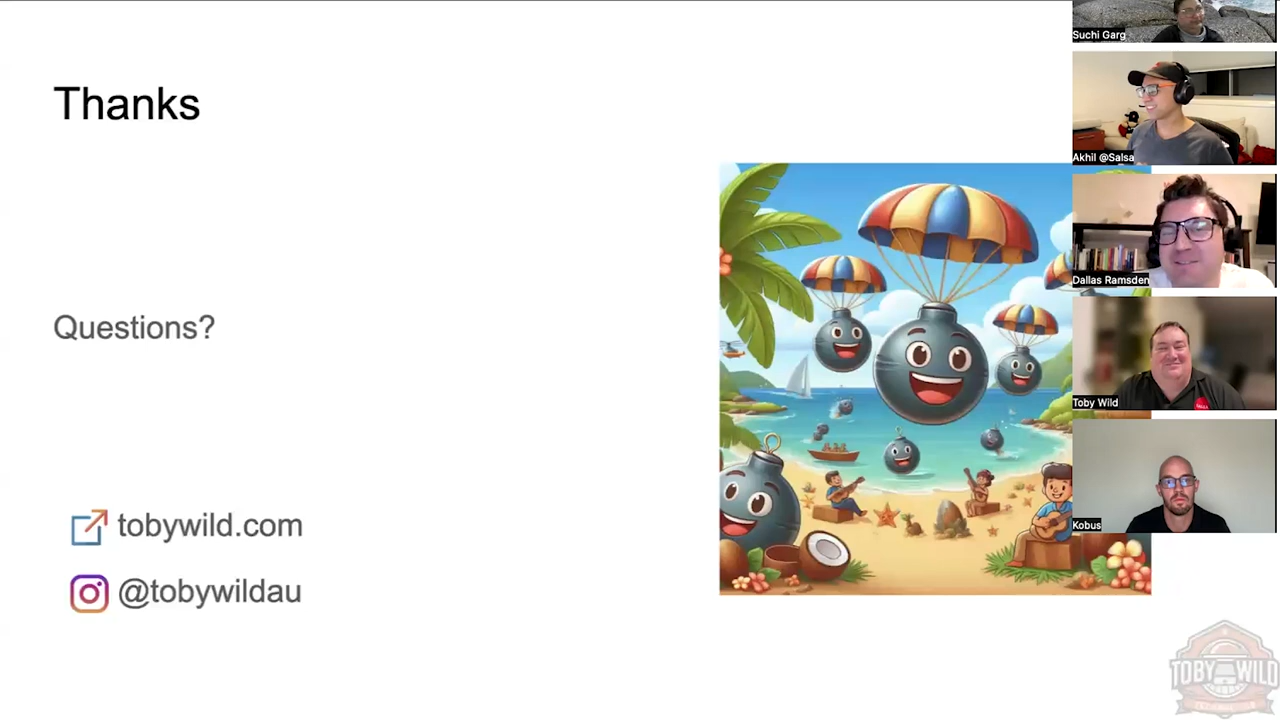 Thanks
Questions?
tobywild.com
@tobywildau
Suchi Garg
Akhil @Salsa
Dallas Ramsden
Toby Wild
Kobus
TOBY WILD